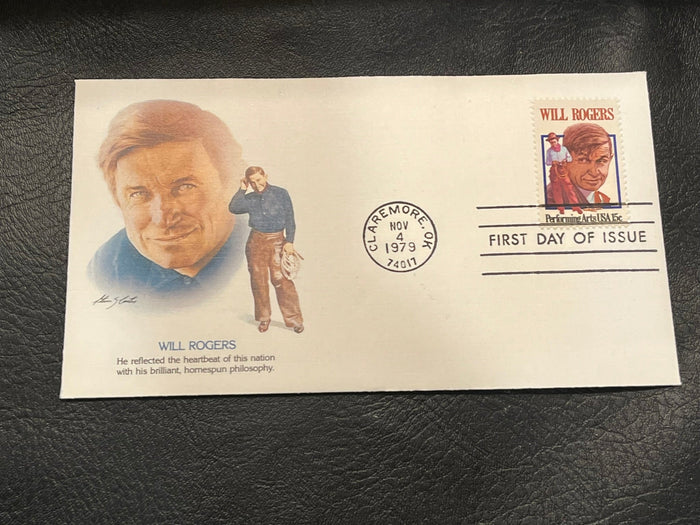 WILL ROGERS
Performing Arts USA 15c
CLAREMORE, OK
NOV
4
1979
74017
FIRST DAY OF ISSUE
WILL ROGERS
He reflected the heartbeat of this nation
with his brilliant, homespun philosophy.